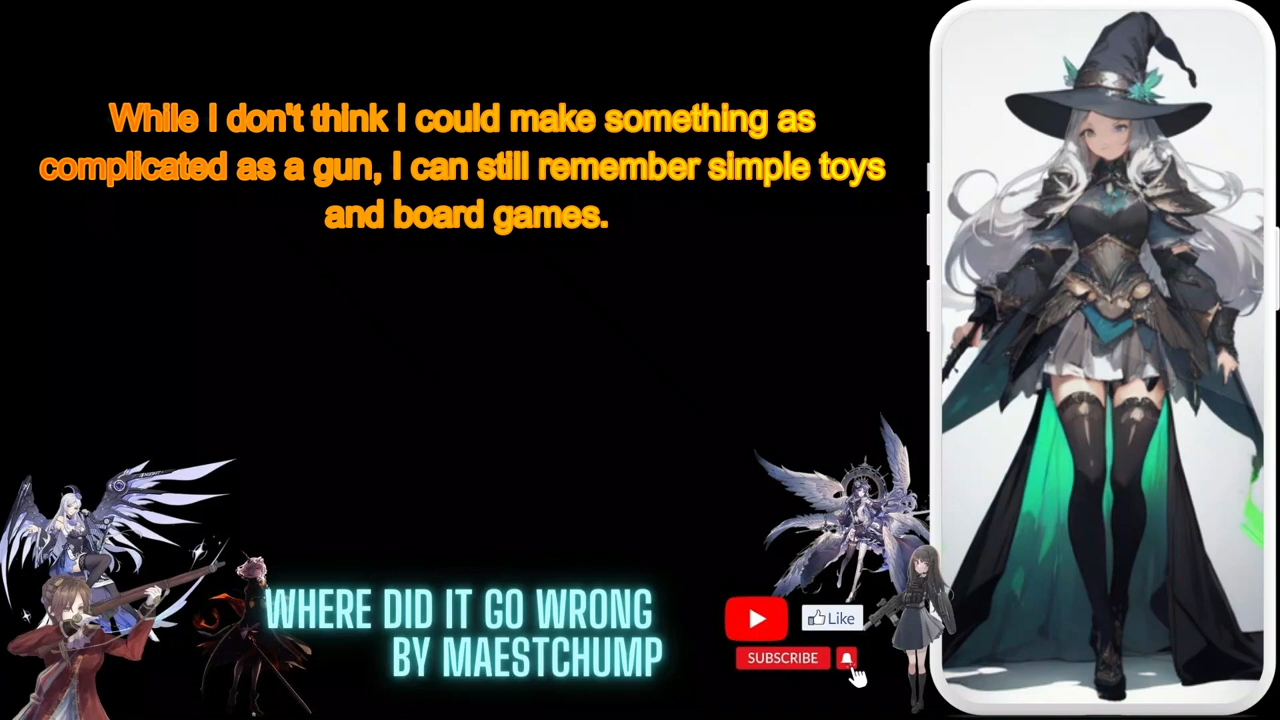 While I don't think I could make something as
complicated as a gun, I can still remember simple toys
and board games.
WHERE DID IT GO WRONG
BY MAESTCHUMP
Like
SUBSCRIBE